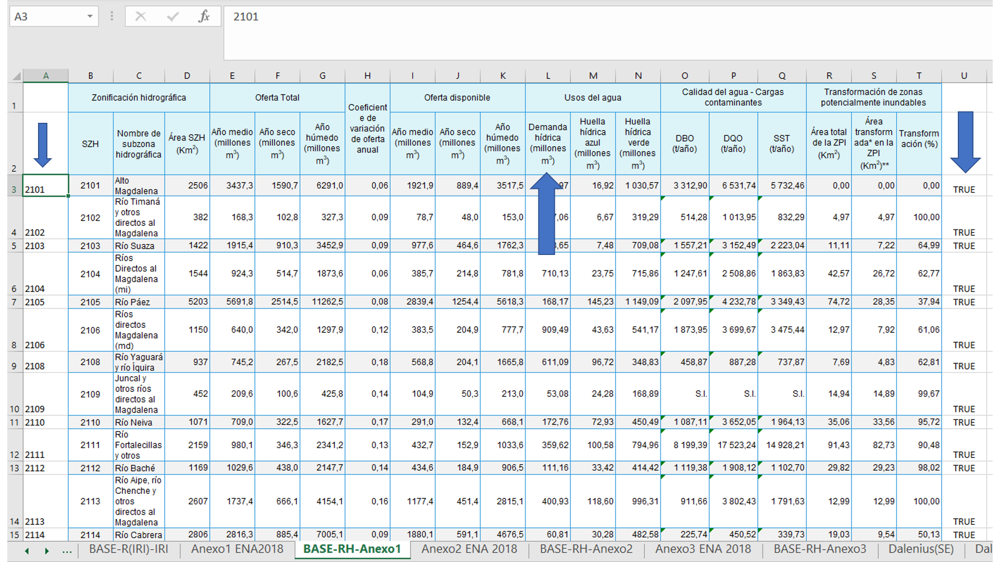 A3
fx
2101
A B C D E F G H I J K L M N O P Q R S T U
1
Zonificación hidrográfica
Oferta Total
Coeficient
e de
variación
de oferta
anual
Oferta disponible
Usos del agua
Calidad del agua - Cargas
contaminantes
Transformación de zonas
potencialmente inundables
2
SZH
Nombre de
subzona
hidrográfica
Área SZH
(Km²)
Año medio
(millones
m³)
Año seco
(millones
m³)
Año
húmedo
(millones
m³)
Año medio
(millones
m³)
Año seco
(millones
m³)
Año
húmedo
(millones
m³)
Demanda
hídrica
(millones
m³)
Huella
hídrica
azul
(millones
m³)
Huella
hídrica
verde
(millones
m³)
DBO
(t/año)
DQO
(t/año)
SST
(t/año)
Área total
de la ZPI
(Km²)
Área
transform
ada* en la
ZPI
(Km²)**
Transform
ación (%)
3 2101 2101 Alto
Magdalena
2506 3437,3 1590,7 6291,0 0,06 1921,9 889,4 3517,5 16,92 1 030,57 3 312,90 6 531,74 5 732,46 0,00 0,00 0,00 TRUE
4 2102 2102 Río Timaná
y otros
directos al
Magdalena
382 168,3 102,8 327,3 0,09 78,7 48,0 153,0 6,67 319,29 514,28 1 013,95 832,29 4,97 4,97 100,00 TRUE
5 2103 2103 Río Suaza 1422 1915,4 910,3 3452,9 0,09 977,6 464,6 1762,3 7,48 709,08 1 557,21 3 152,49 2 223,04 11,11 7,22 64,99 TRUE
6 2104 2104 Ríos
Directos al
Magdalena
(mi)
1544 924,3 514,7 1873,6 0,06 385,7 214,8 781,8 710,13 23,75 715,86 1 247,61 2 508,86 1 863,83 42,57 26,72 62,77 TRUE
7 2105 2105 Río Páez 5203 5691,8 2514,5 11262,5 0,08 2839,4 1254,4 5618,3 168,17 145,23 1 149,09 2 097,95 4 232,78 3 349,43 74,72 28,35 37,94 TRUE
8 2106 2106 Ríos
directos
Magdalena
(md)
1150 640,0 342,0 1297,9 0,12 383,5 204,9 777,7 909,49 43,63 541,17 1 873,95 3 699,67 3 475,44 12,97 7,92 61,06 TRUE
9 2108 2108 Río Yaguará
y río Íquira
937 745,2 267,5 2182,5 0,18 568,8 204,1 1665,8 611,09 96,72 348,83 458,87 887,28 737,87 7,69 4,83 62,81 TRUE
10 2109 2109 Juncal y
otros ríos
directos al
Magdalena
452 209,6 100,6 425,8 0,14 104,9 50,3 213,0 53,08 24,28 168,89 S.I. S.I. S.I. 14,94 14,89 99,67 TRUE
11 2110 2110 Río Neiva 1071 709,0 322,5 1627,7 0,17 291,0 132,4 668,1 172,76 72,93 450,49 1 087,11 3 652,05 1 964,13 35,06 33,56 95,72 TRUE
12 2111 2111 Río
Fortalecillas
y otros
2159 980,1 346,3 2341,2 0,13 432,7 152,9 1033,6 359,62 100,58 794,96 8 199,39 17 523,24 14 928,21 91,43 82,73 90,48 TRUE
13 2112 2112 Río Baché 1169 1029,6 438,0 2147,7 0,14 434,6 184,9 906,5 111,16 33,42 414,42 1 119,38 1 908,12 1 102,70 29,82 29,23 98,02 TRUE
14 2113 2113 Río Aipe, río
Chenche y
otros
directos al
Magdalena
2607 1737,4 666,1 4154,1 0,16 1177,4 451,4 2815,1 400,93 118,60 996,31 911,66 3 802,43 1 791,63 12,99 12,99 100,00 TRUE
15 2114 2114 Río Cabrera 2806 2816,3 885,4 7005,1 0,09 1880,1 591,1 4676,5 60,81 30,28 482,58 225,74 450,52 339,73 19,03 9,54 50,13 TRUE
... BASE-R(IRI)-IRI Anexo1 ENA2018 BASE-RH-Anexo1 Anexo2 ENA 2018 BASE-RH-Anexo2 Anexo3 ENA 2018 BASE-RH-Anexo3 Dalenius(SE)